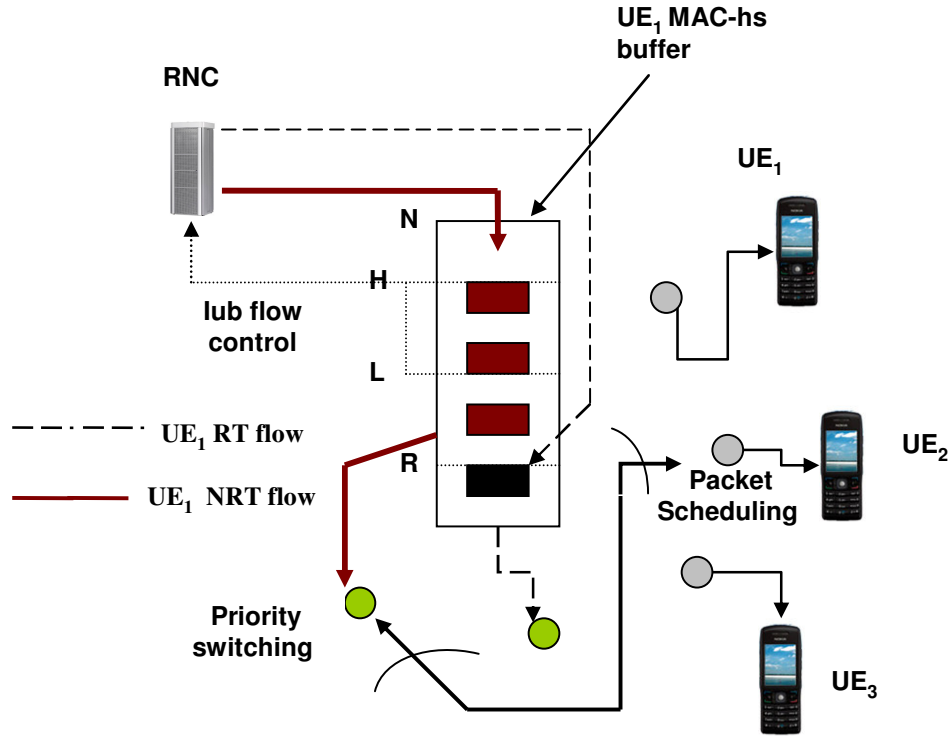 UE1 MAC-hs
buffer
RNC
UE1
N
H
Iub flow
control
L
UE1 RT flow
R
UE2
Packet
Scheduling
UE1 NRT flow
Priority
switching
UE3